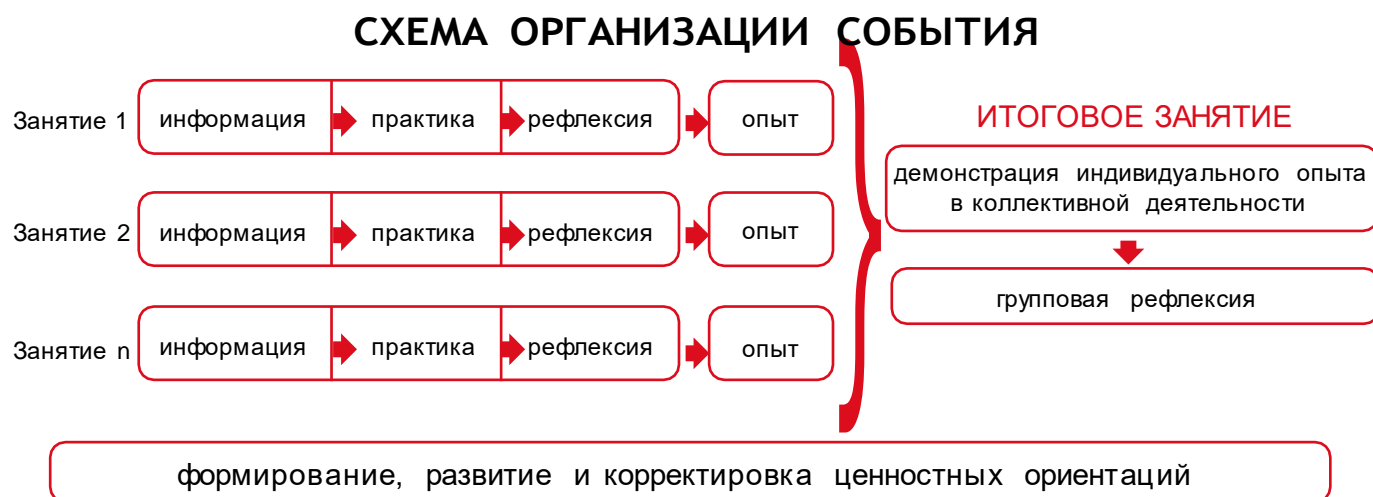 СХЕМА ОРГАНИЗАЦИИ СОБЫТИЯ
Занятие 1 информация практика рефлексия опыт
Занятие 2 информация практика рефлексия опыт
Занятие n информация практика рефлексия опыт
ИТОГОВОЕ ЗАНЯТИЕ
демонстрация индивидуального опыта
в коллективной деятельности
групповая рефлексия
формирование, развитие и корректировка ценностных ориентаций